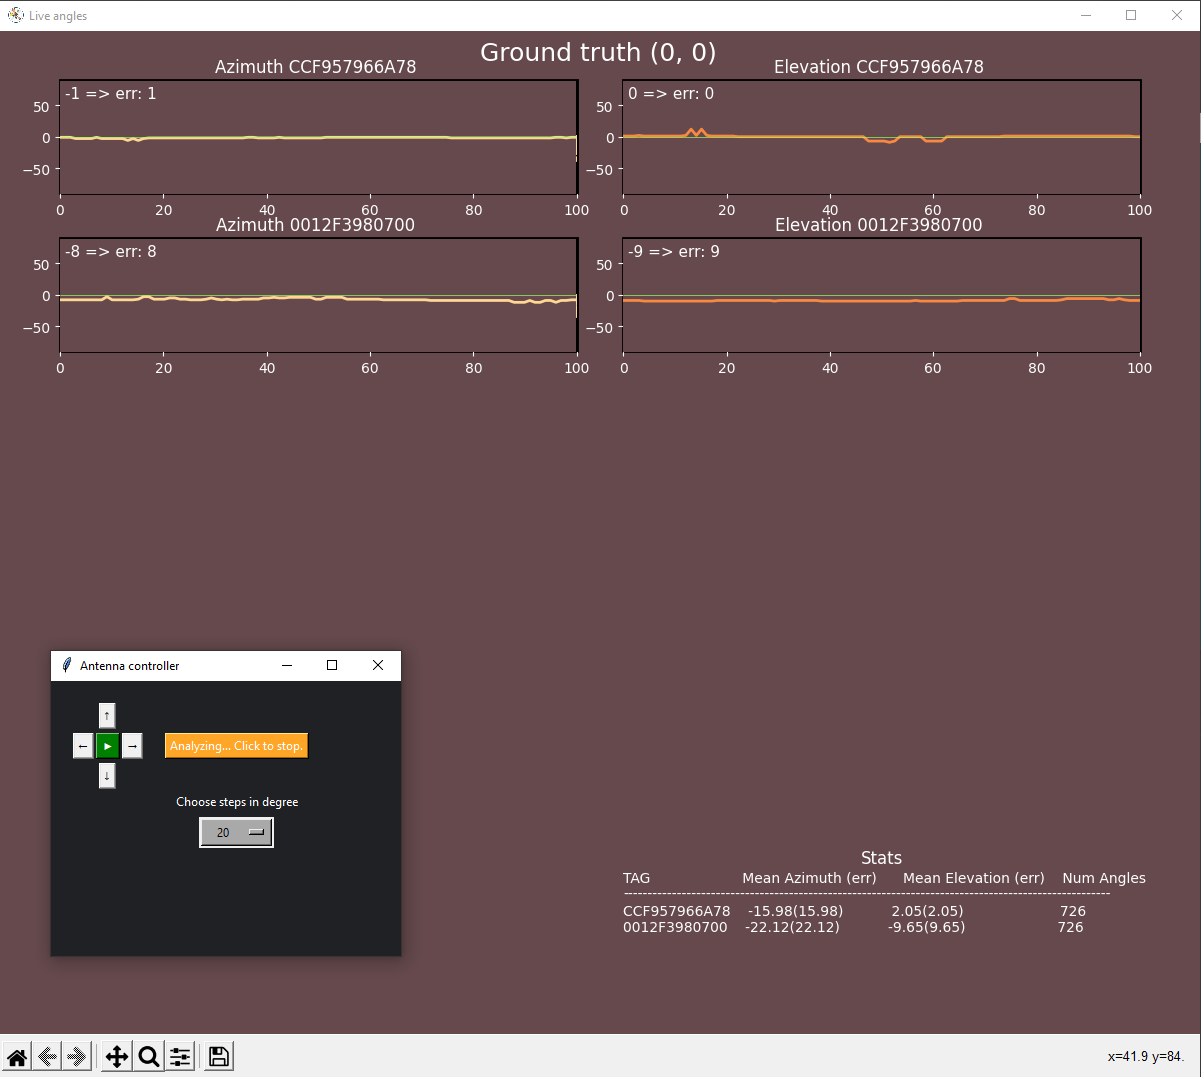 Live angles
Ground truth (0, 0)
Azimuth CCF957966A78
Elevation CCF957966A78
-1 => err: 1
0 => err: 0
50
0
−50
0 20 40 60 80 100
50
0
−50
0 20 40 60 80 100
Azimuth 0012F3980700
Elevation 0012F3980700
-8 => err: 8
-9 => err: 9
50
0
−50
0 20 40 60 80 100
50
0
−50
0 20 40 60 80 100
Antenna controller
↑
← ► →
↓
Analyzing... Click to stop.
Choose steps in degree
20
Stats
TAG Mean Azimuth (err) Mean Elevation (err) Num Angles
CCF957966A78 -15.98(15.98) 2.05(2.05) 726
0012F3980700 -22.12(22.12) -9.65(9.65) 726
x=41.9 y=84.